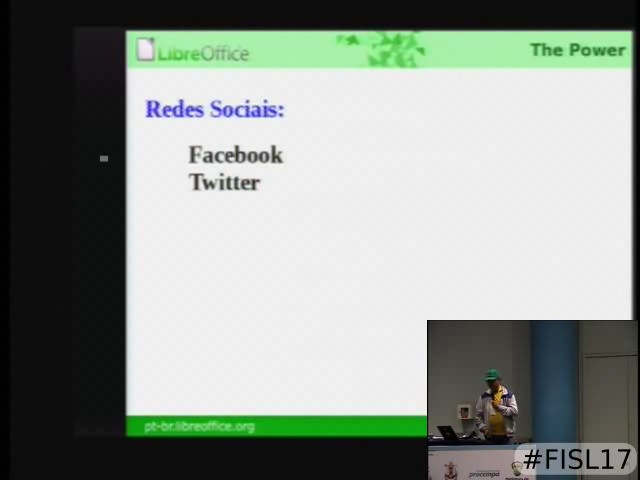 LibreOffice
The Power
Redes Sociais:
Facebook
Twitter
pt-br.libreoffice.org
procempa
#FISL17